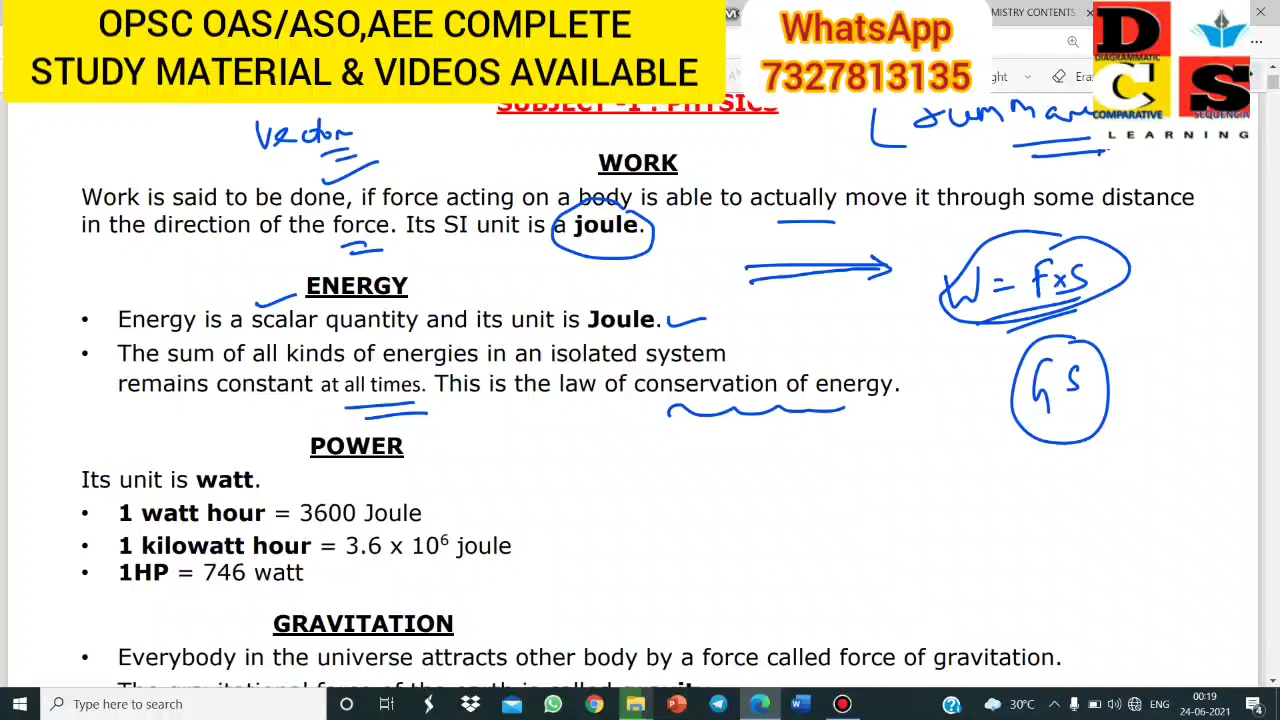 OPSC OAS/ASO,AEE COMPLETE
STUDY MATERIAL & VIDEOS AVAILABLE
WhatsApp
7327813135
MISTRY CONTENTS
D
DIAGRAMMATIC
C
COMPARATIVE
S
SEQUENCIA
LEARNING
SUBJECT -I : PHYSICS
vector
WORK
Work is said to be done, if force acting on a body is able to actually move it through some distance
in the direction of the force. Its SI unit is a joule.
W = F×S
ENERGY
• Energy is a scalar quantity and its unit is Joule.
• The sum of all kinds of energies in an isolated system
remains constant at all times. This is the law of conservation of energy.
GS
POWER
Its unit is watt.
• 1 watt hour = 3600 Joule
• 1 kilowatt hour = 3.6 x 10⁶ joule
• 1HP = 746 watt
GRAVITATION
• Everybody in the universe attracts other body by a force called force of gravitation.
Type here to search
30°C
ENG
00:19
24-06-2021